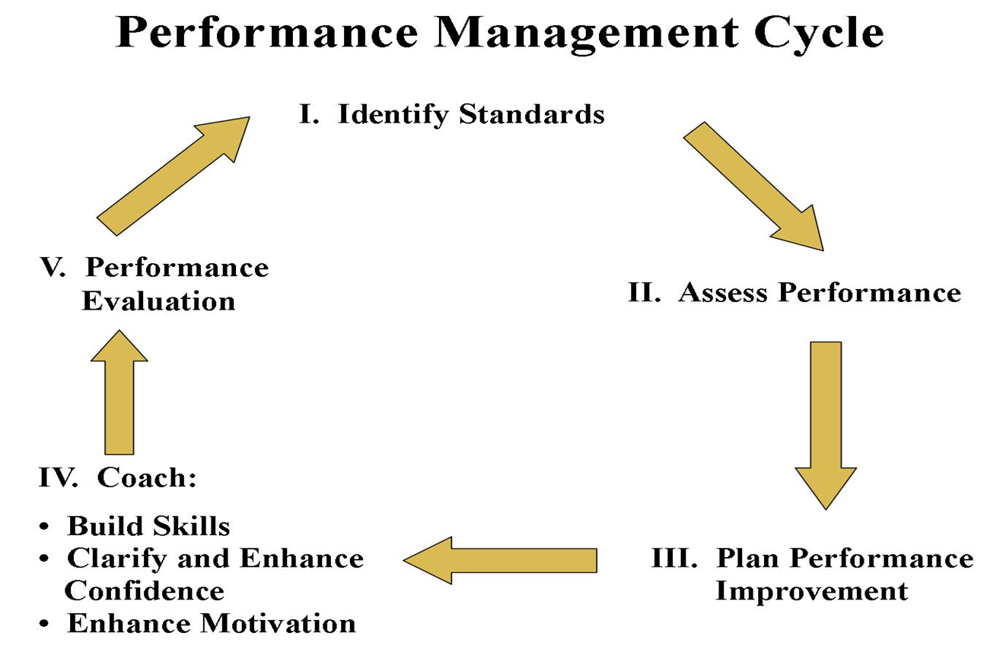 Performance Management Cycle
I. Identify Standards
II. Assess Performance
III. Plan Performance
Improvement
IV. Coach:
• Build Skills
• Clarify and Enhance
Confidence
• Enhance Motivation
V. Performance
Evaluation